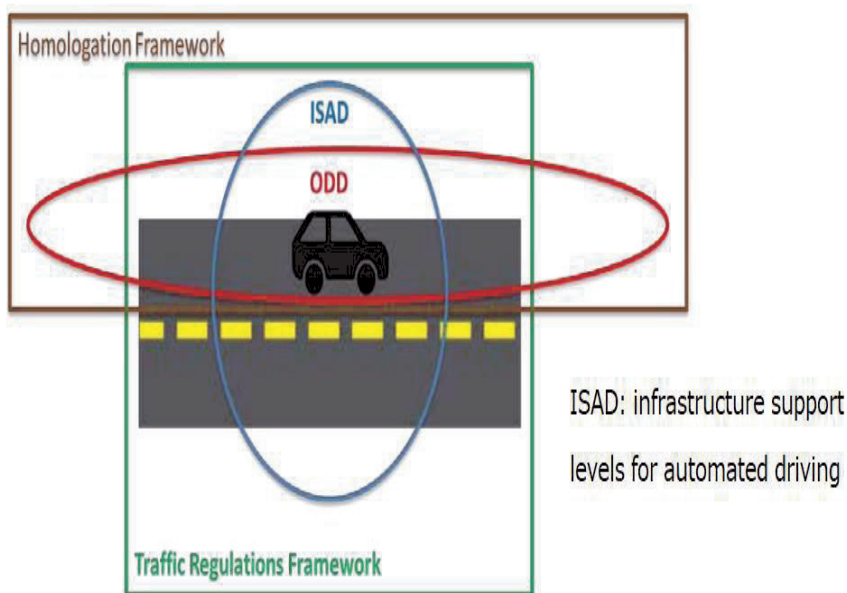 Homologation Framework
ISAD
ODD
ISAD: infrastructure support
levels for automated driving
Traffic Regulations Framework